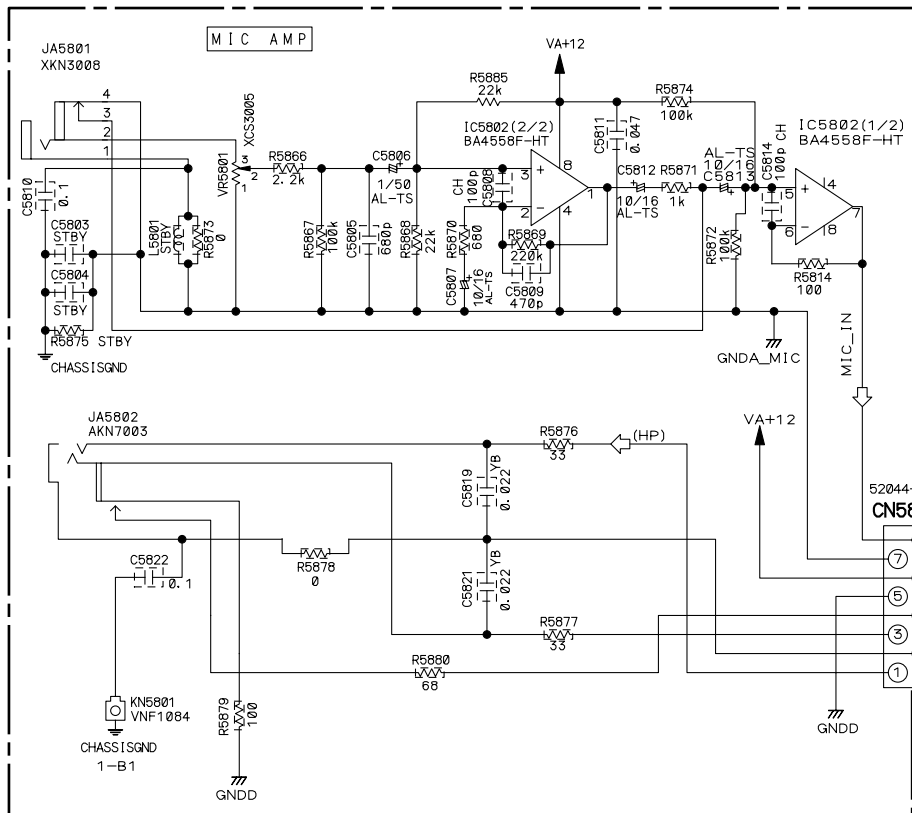 MIC AMP
JA5801
XKN3008
VA+12
4
3
2
1
XCS3005
VR5801
3
2
1
R5866
2.2k
C5806
1/50
AL-TS
R5885
22k
IC5802(2/2)
BA4558F-HT
C5811
0.047
R5874
100k
IC5802(1/2)
BA4558F-HT
AL-TS
10/16
C5814
100p CH
C5812
10/16
AL-TS
R5871
1k
CH
100p
C5808
3
+
2
−
8
4
1
5
+
6
−
4
8
7
C5810
0.1
C5803
STBY
C5804
STBY
R5875 STBY
CHASSISGND
L5801
STBY
R5873
0
R5867
100k
C5805
680p
R5868
22k
R5870
680
C5807
10/16
AL-TS
R5869
220k
C5809
470p
R5872
100k
R5814
100
GNDA_MIC
MIC_IN
JA5802
AKN7003
R5876
33
(HP)
VA+12
C5819
YB
0.022
C5821
YB
0.022
R5878
0
C5822
0.1
R5877
33
R5880
68
R5879
100
KN5801
VNF1084
CHASSISGND
1-B1
GNDD
GNDD
52044-
CN58
7
5
3
1